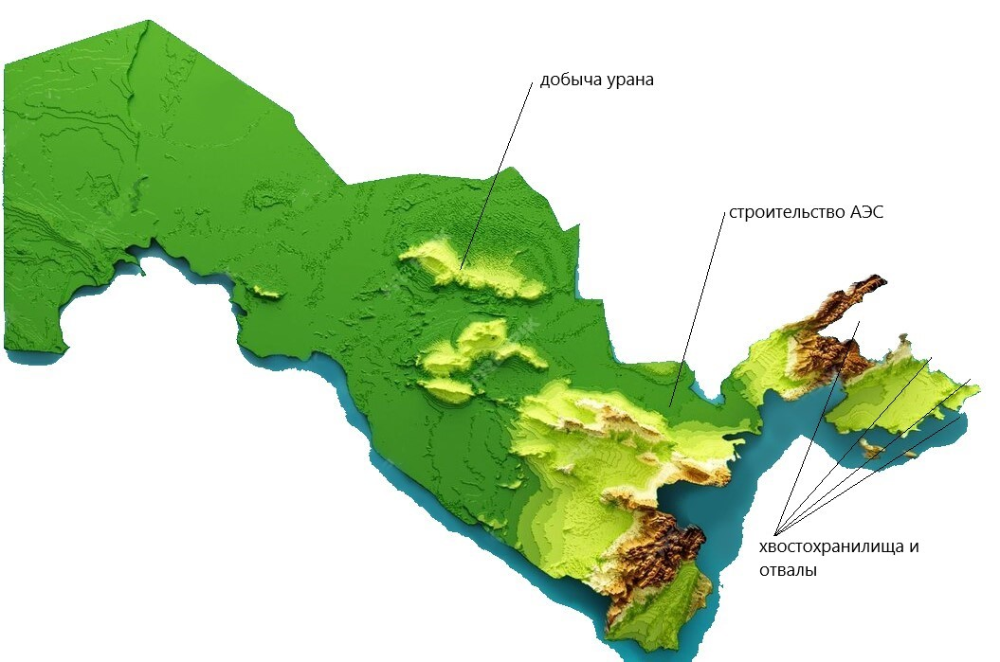 добыча урана
строительство АЭС
хвостохранилища и
отвалы